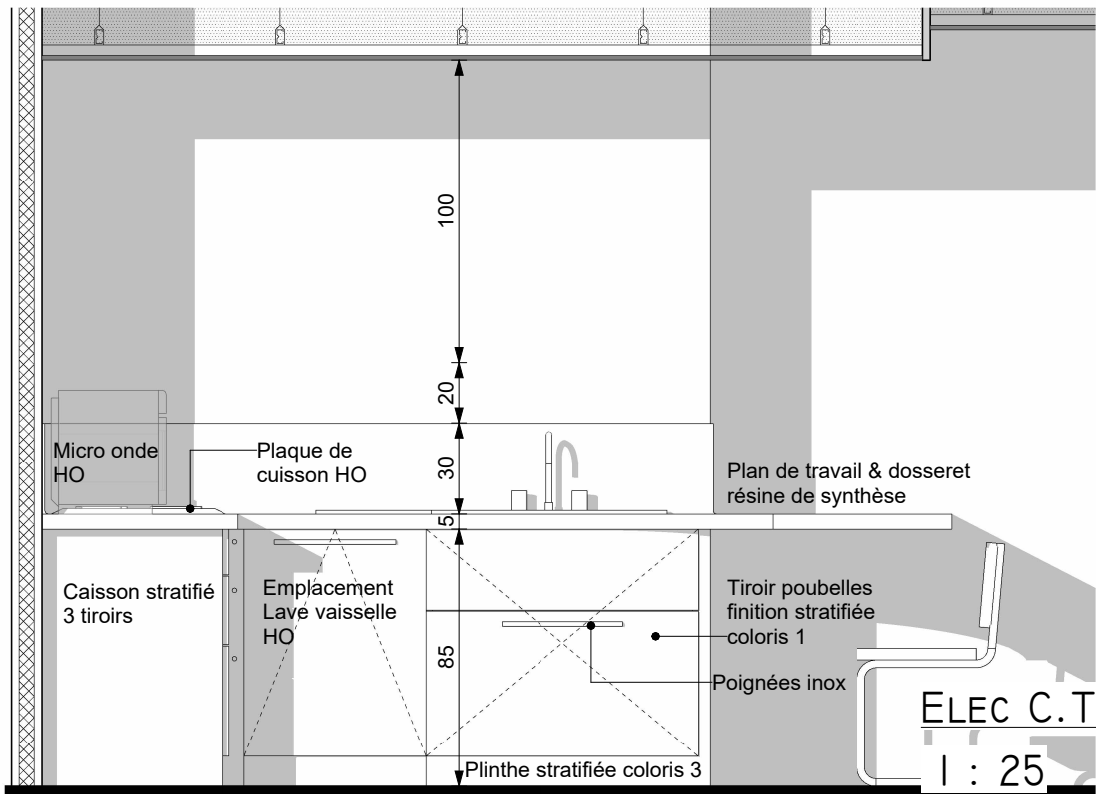 100
20
30
5
85
Micro onde
HO
Plaque de
cuisson HO
Plan de travail & dosseret
résine de synthèse
Caisson stratifié
3 tiroirs
Emplacement
Lave vaisselle
HO
Tiroir poubelles
finition stratifiée
coloris 1
Poignées inox
Plinthe stratifiée coloris 3
ELEC C.T
1 : 25